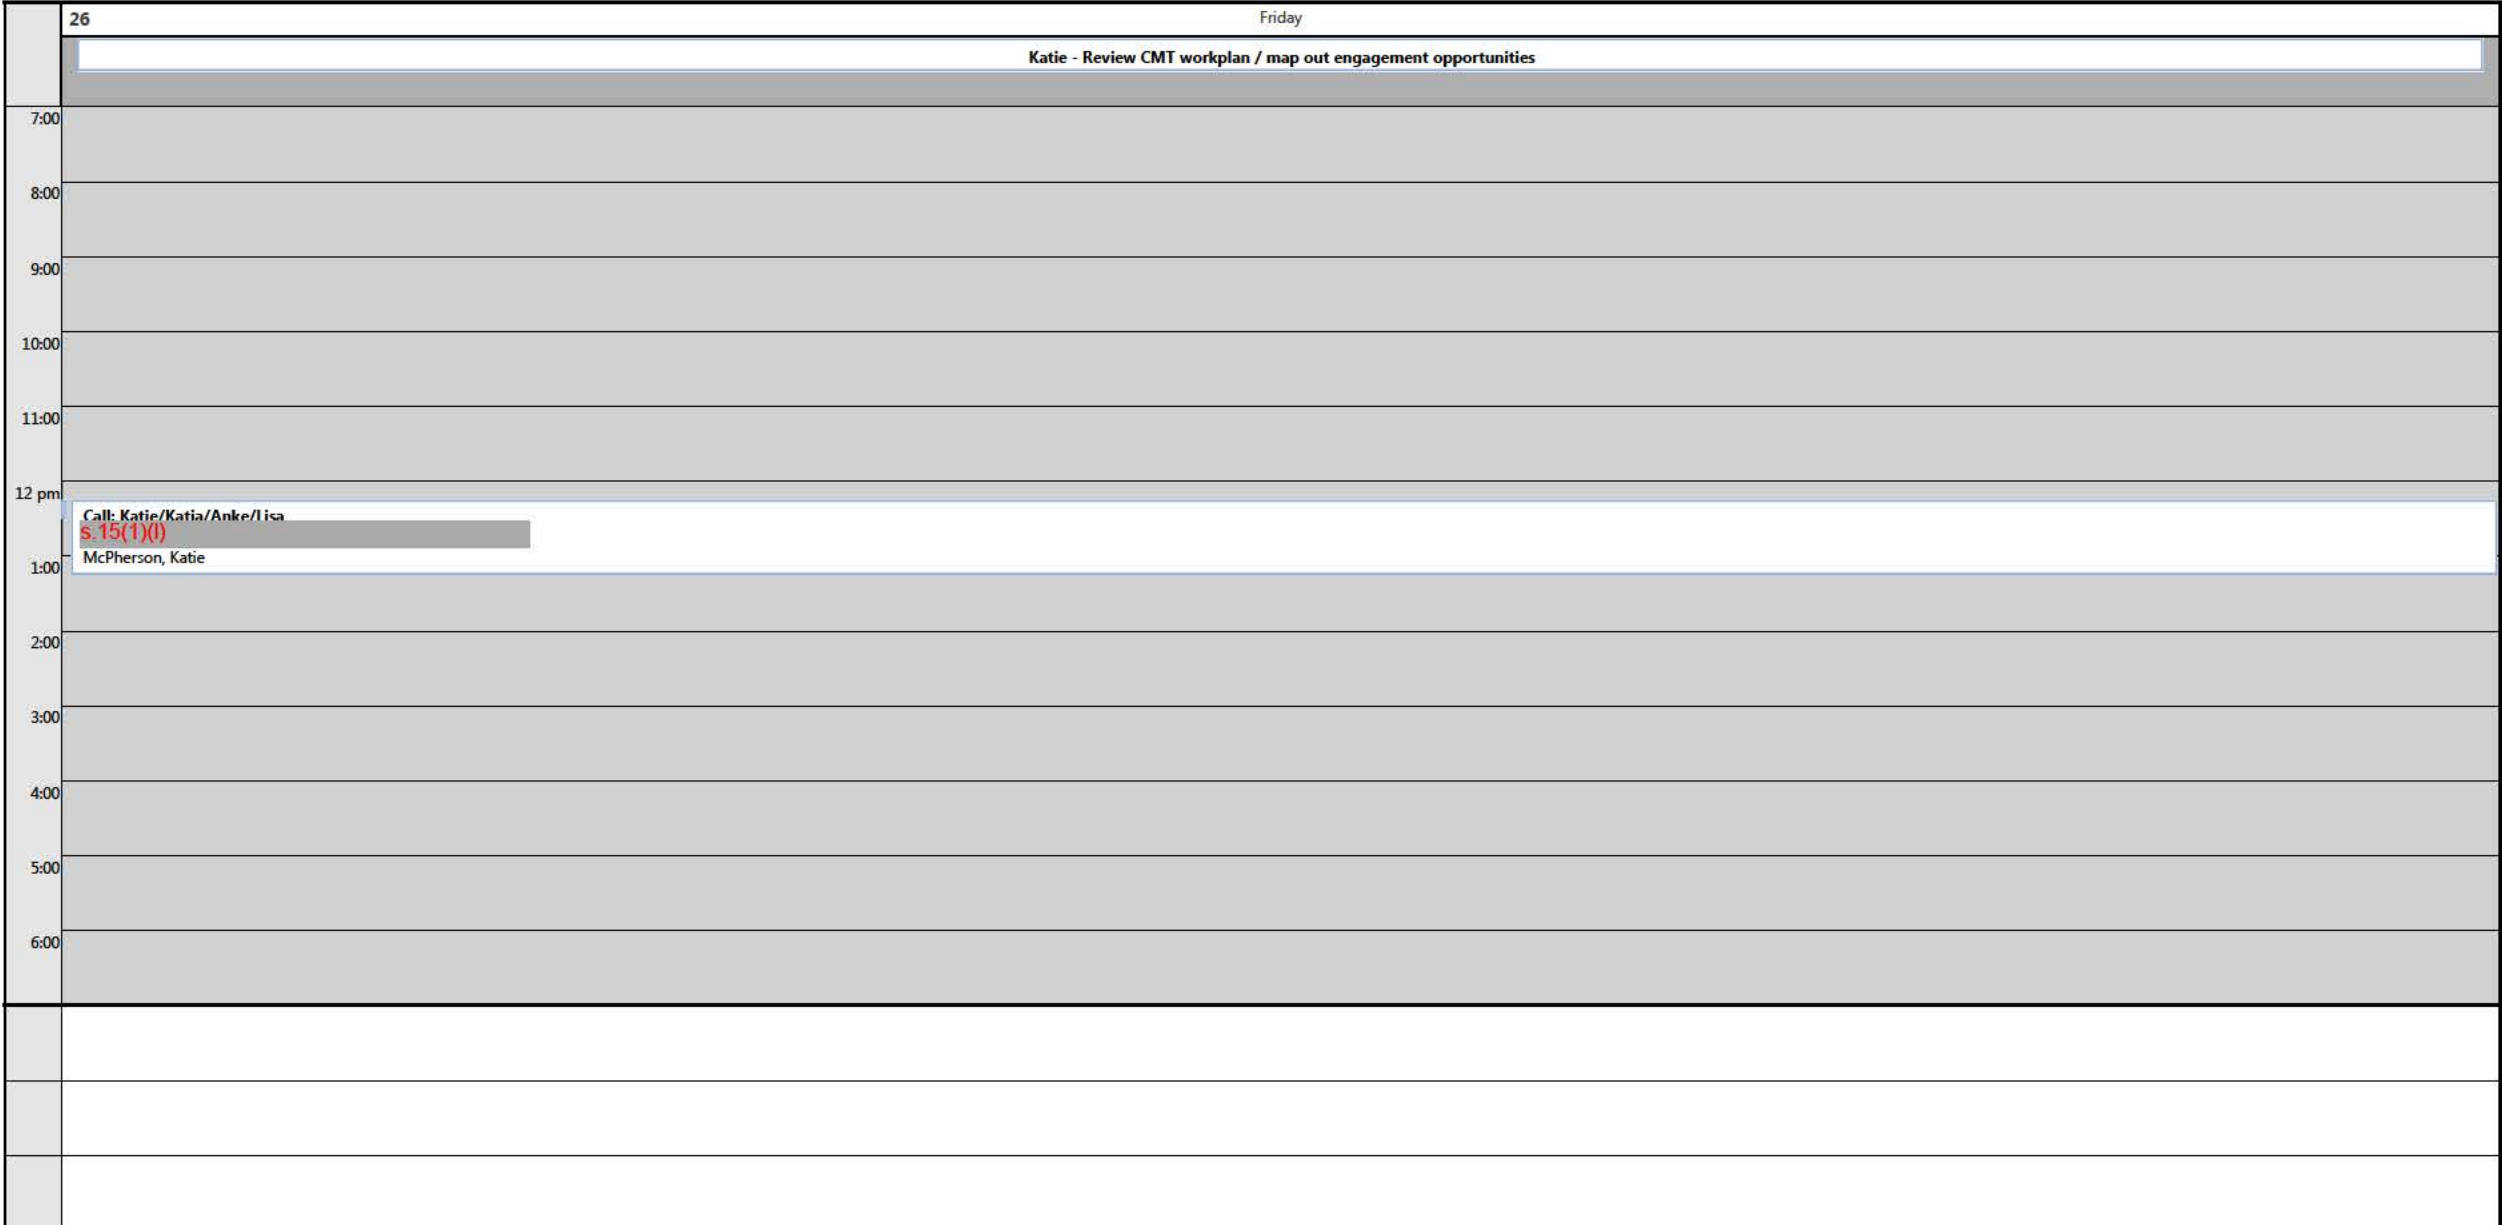 26
Friday
Katie - Review CMT workplan / map out engagement opportunities
7:00
8:00
9:00
10:00
11:00
12 pm
Call: Katie/Katja/Anke/Lisa
s.15(1)(l)
McPherson, Katie
1:00
2:00
3:00
4:00
5:00
6:00